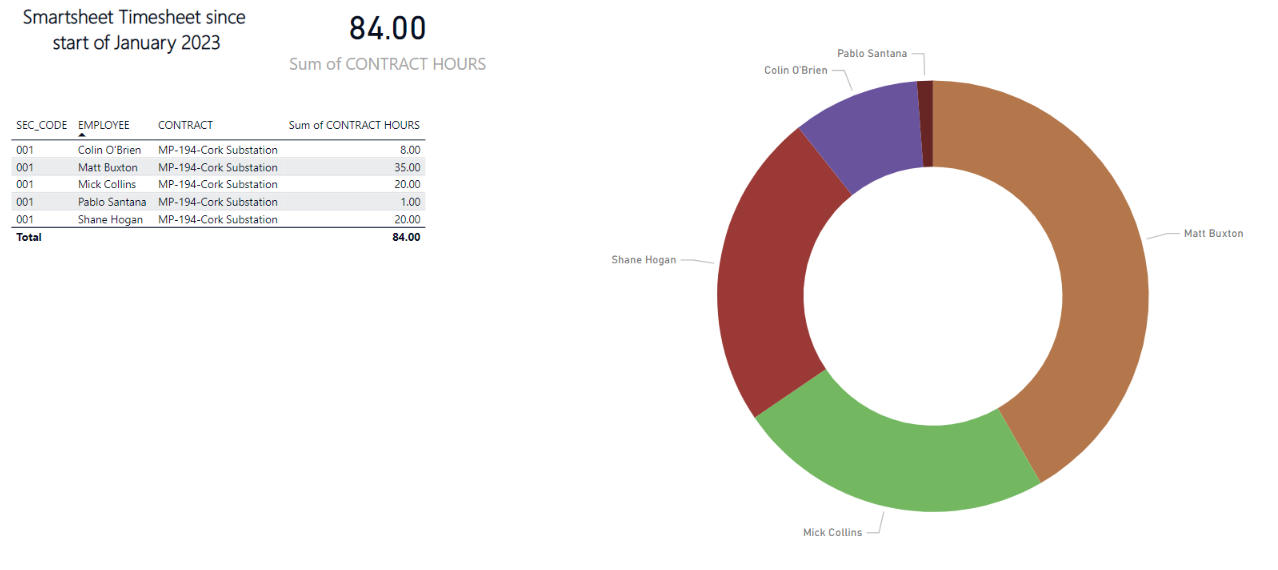 Smartsheet Timesheet since
start of January 2023
84.00
Sum of CONTRACT HOURS
SEC_CODE EMPLOYEE CONTRACT Sum of CONTRACT HOURS
001 Colin O'Brien MP-194-Cork Substation 8.00
001 Matt Buxton MP-194-Cork Substation 35.00
001 Mick Collins MP-194-Cork Substation 20.00
001 Pablo Santana MP-194-Cork Substation 1.00
001 Shane Hogan MP-194-Cork Substation 20.00
Total 84.00
Pablo Santana
Colin O'Brien
Matt Buxton
Shane Hogan
Mick Collins